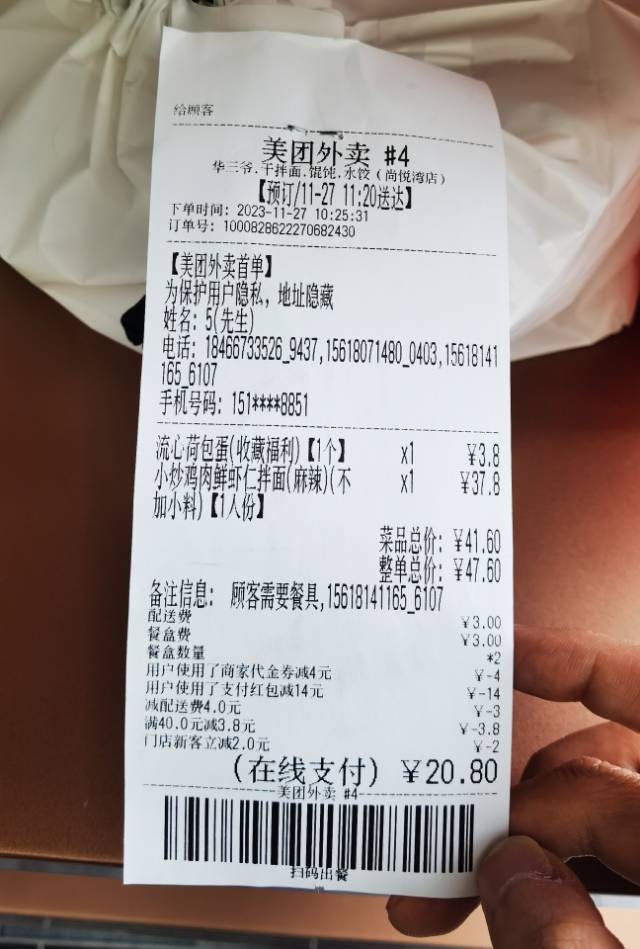 给顾客
美团外卖 #4
华三爷.干拌面.馄饨.水饺(尚悦湾店)
【预订/11-27 11:20送达】
下单时间: 2023-11-27 10:25:31
订单号: 1000828622270682430
【美团外卖首单】
为保护用户隐私, 地址隐藏
姓名: 5(先生)
电话: 18466733526_9437,15618071480_0403,15618141
165_6107
手机号码: 151****8851
流心荷包蛋(收藏福利)【1个】 x1 ¥3.8
小炒鸡肉鲜虾仁拌面(麻辣)(不 x1 ¥37.8
加小料)【1人份】
菜品总价: ¥41.60
整单总价: ¥47.60
备注信息: 顾客需要餐具,15618141165_6107
配送费 ¥3.00
餐盒费 ¥3.00
餐盒数量 *2
用户使用了商家代金券减4元 ¥-4
用户使用了支付红包减14元 ¥-14
减配送费4.0元 ¥-3
满40.0元减3.8元 ¥-3.8
门店新客立减2.0元 ¥-2
(在线支付) ¥20.80
美团外卖 #4
扫码出餐